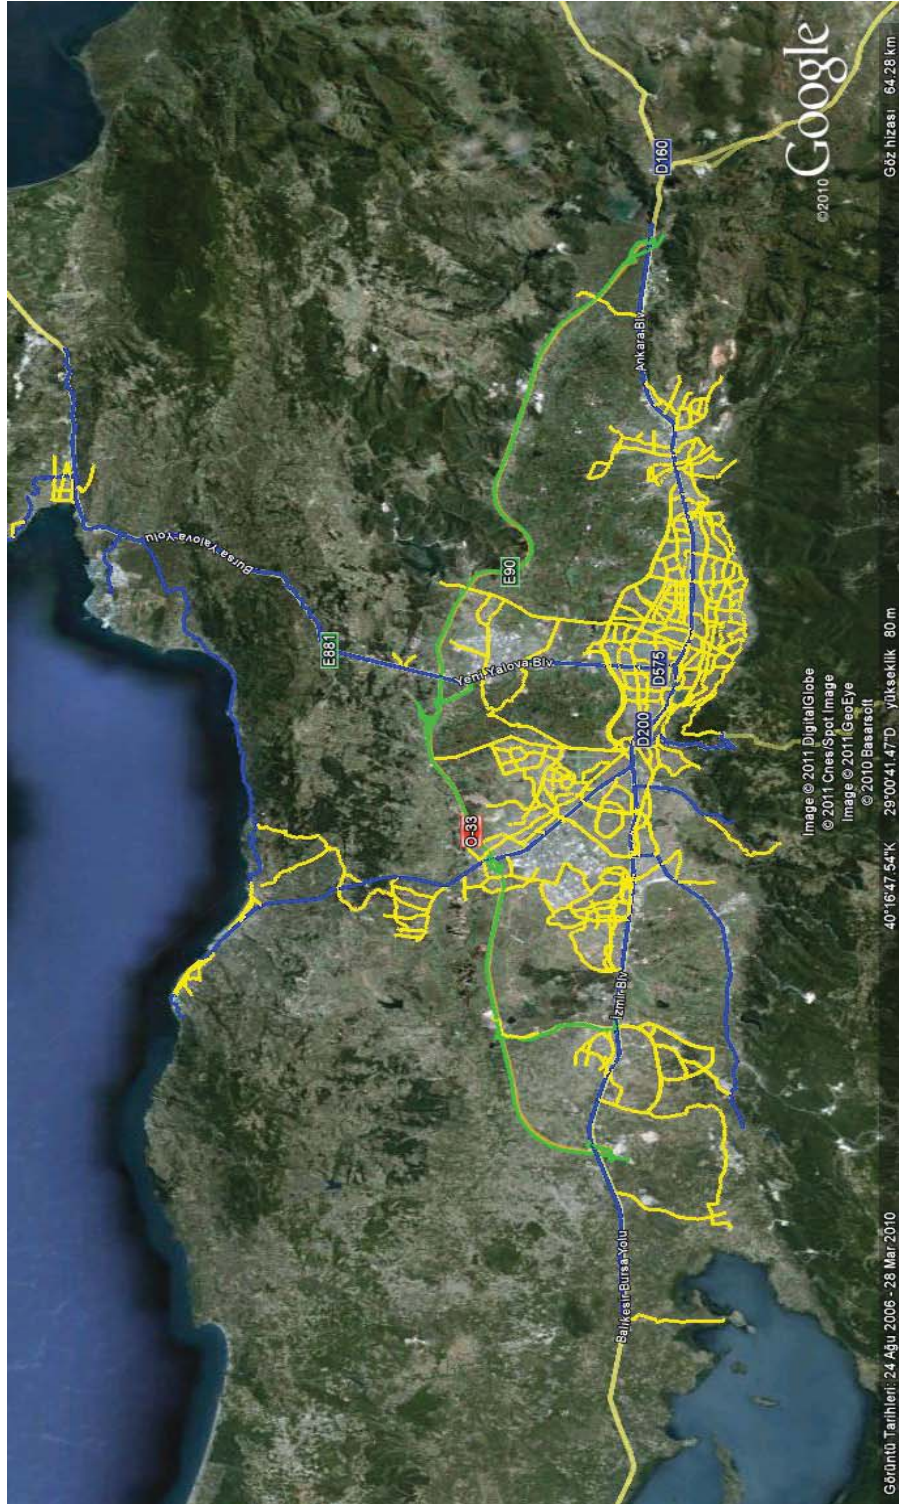 Bursa Yalova Yolu
E881
E90
Yeni Yalova Blv.
O-33
D575
D200
D160
Ankara Blv
İzmir Blv
Balıkesir Bursa Yolu
Image © 2011 DigitalGlobe
© 2011 Cnes/Spot Image
Image © 2011 GeoEye
© 2010 Basarsoft
©2010 Google
Görüntü Tarihleri: 24 Ağu 2006 - 28 Mar 2010
40°16'47.54"K 29°00'41.47"D yükseklik 80 m
Göz hizası 64.28 km